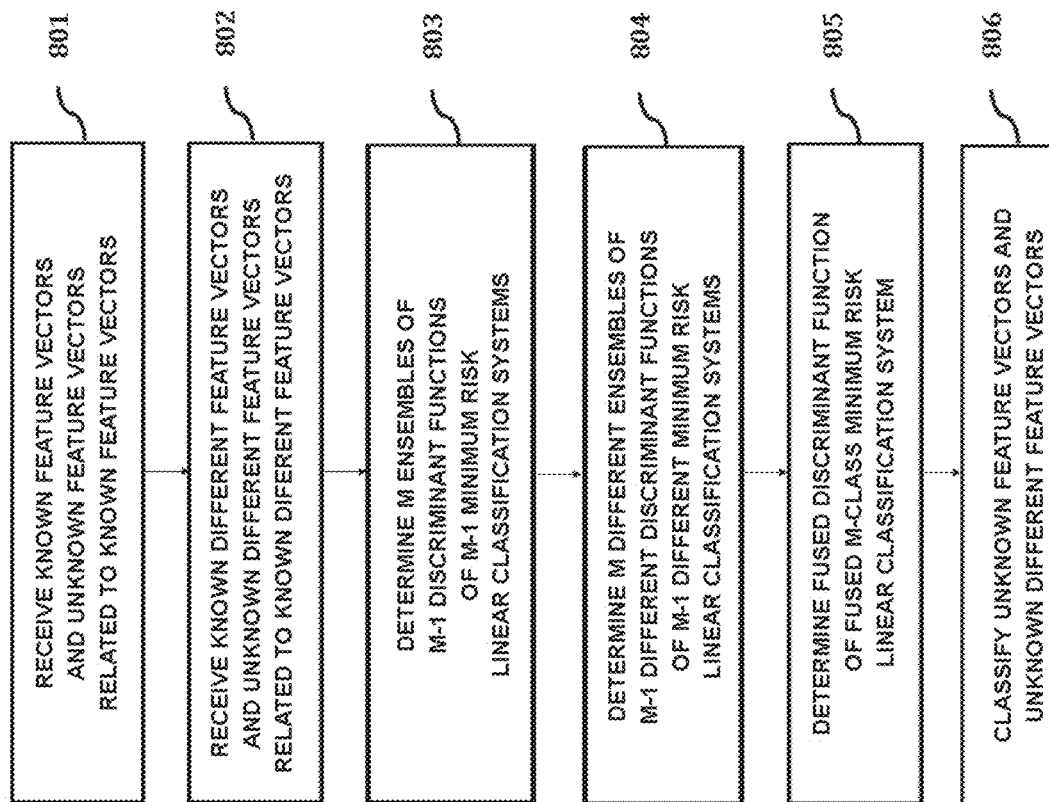 RECEIVE KNOWN FEATURE VECTORS
AND UNKNOWN FEATURE VECTORS
RELATED TO KNOWN FEATURE VECTORS
801
RECEIVE KNOWN DIFFERENT FEATURE VECTORS
AND UNKNOWN DIFFERENT FEATURE VECTORS
RELATED TO KNOWN DIFFERENT FEATURE VECTORS
802
DETERMINE M ENSEMBLES OF
M-1 DISCRIMINANT FUNCTIONS
OF M-1 MINIMUM RISK
LINEAR CLASSIFICATION SYSTEMS
803
DETERMINE M DIFFERENT ENSEMBLES OF
M-1 DIFFERENT DISCRIMINANT FUNCTIONS
OF M-1 DIFFERENT MINIMUM RISK
LINEAR CLASSIFICATION SYSTEMS
804
DETERMINE FUSED DISCRIMINANT FUNCTION
OF FUSED M-CLASS MINIMUM RISK
LINEAR CLASSIFICATION SYSTEM
805
CLASSIFY UNKNOWN FEATURE VECTORS AND
UNKNOWN DIFFERENT FEATURE VECTORS
806